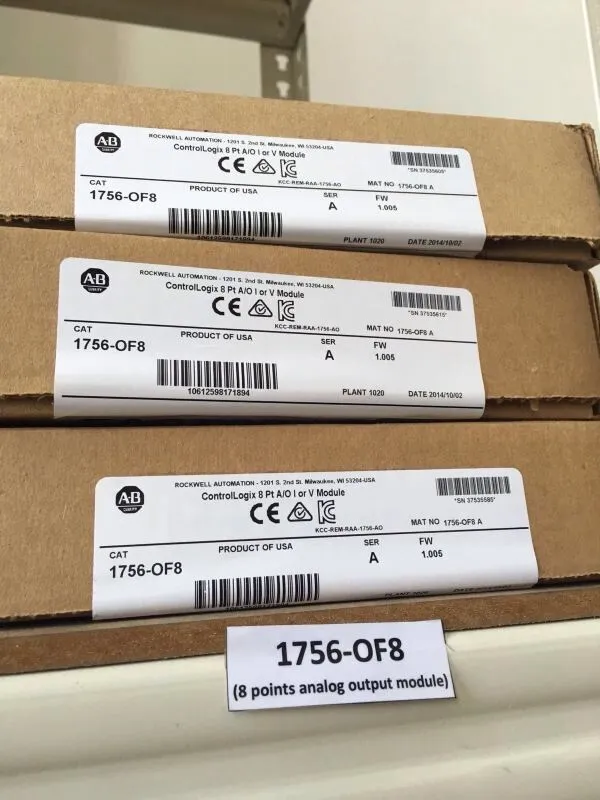 A-B
ROCKWELL AUTOMATION - 1201 S. 2nd St. Milwaukee, WI 53204-USA
ControlLogix 8 Pt A/O I or V Module
*SN 37535605*
KCC-REM-RAA-1756-AO
MAT NO 1756-OF8 A
CAT
PRODUCT OF USA
SER
FW
1756-OF8
A
1.005
10612598171894
PLANT 1020
DATE 2014/10/02
A-B
QUALITY
ROCKWELL AUTOMATION - 1201 S. 2nd St. Milwaukee, WI 53204-USA
ControlLogix 8 Pt A/O I or V Module
*SN 37535615*
KCC-REM-RAA-1756-AO
MAT NO 1756-OF8 A
CAT
PRODUCT OF USA
SER
FW
1756-OF8
A
1.005
10612598171894
PLANT 1020
DATE 2014/10/02
A-B
QUALITY
ROCKWELL AUTOMATION - 1201 S. 2nd St. Milwaukee, WI 53204-USA
ControlLogix 8 Pt A/O I or V Module
*SN 37535585*
KCC-REM-RAA-1756-AO
MAT NO 1756-OF8 A
CAT
PRODUCT OF USA
SER
FW
1756-OF8
A
1.005
PLANT 1020
1756-OF8
(8 points analog output module)